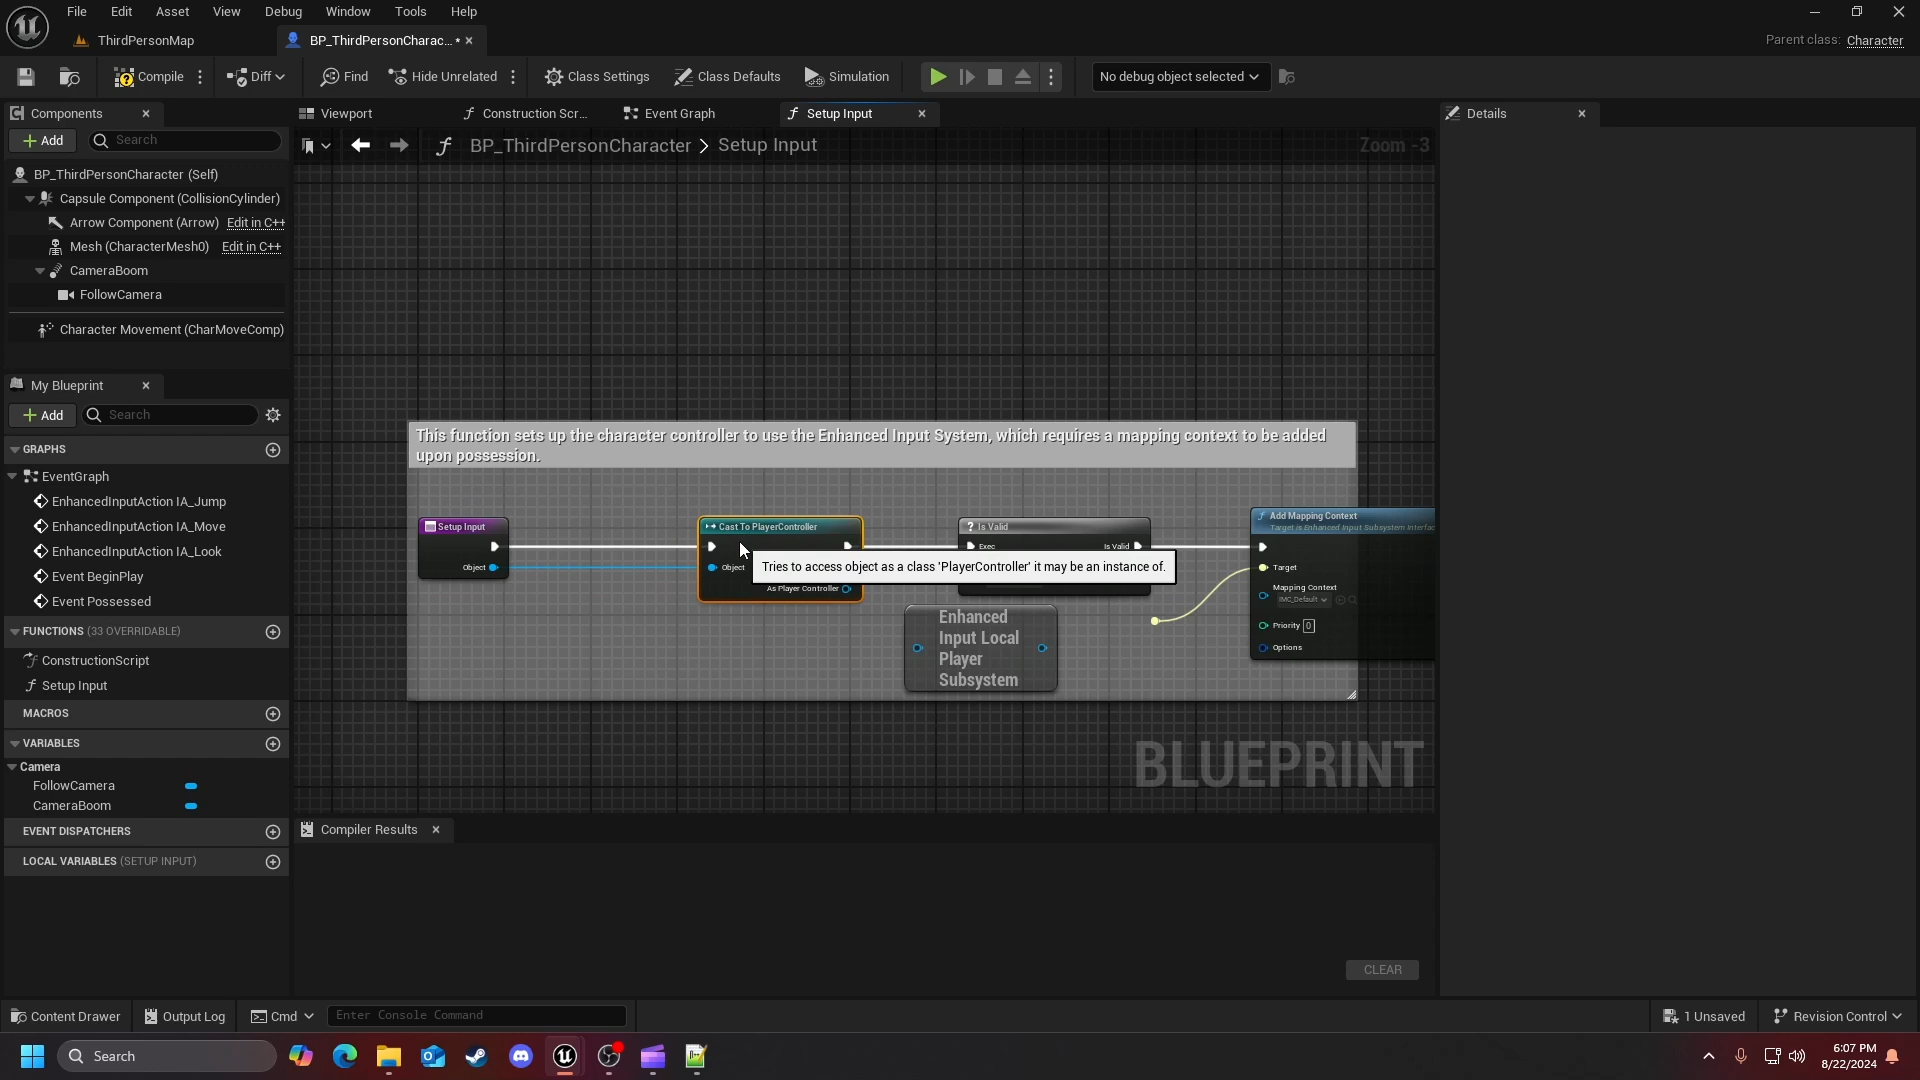 File Edit Asset View Debug Window Tools Help
ThirdPersonMap
BP_ThirdPersonCharac... •
Parent class: Character
Compile
Diff
Find
Hide Unrelated
Class Settings
Class Defaults
Simulation
No debug object selected
Components
Add
Search
BP_ThirdPersonCharacter (Self)
Capsule Component (CollisionCylinder)
Arrow Component (Arrow) Edit in C++
Mesh (CharacterMesh0) Edit in C++
CameraBoom
FollowCamera
Character Movement (CharMoveComp)
My Blueprint
Add
Search
GRAPHS
EventGraph
EnhancedInputAction IA_Jump
EnhancedInputAction IA_Move
EnhancedInputAction IA_Look
Event BeginPlay
Event Possessed
FUNCTIONS (33 OVERRIDABLE)
ConstructionScript
Setup Input
MACROS
VARIABLES
Camera
FollowCamera
CameraBoom
EVENT DISPATCHERS
LOCAL VARIABLES (SETUP INPUT)
Viewport
Construction Scr...
Event Graph
Setup Input
BP_ThirdPersonCharacter > Setup Input
Zoom -3
This function sets up the character controller to use the Enhanced Input System, which requires a mapping context to be added
upon possession.
Setup Input
Object
Cast To PlayerController
Object
As Player Controller
Is Valid
Exec
Is Valid
Tries to access object as a class 'PlayerController' it may be an instance of.
Enhanced
Input Local
Player
Subsystem
Add Mapping Context
Target is Enhanced Input Subsystem Interfac
Target
Mapping Context
IMC_Default
Priority 0
Options
BLUEPRINT
Compiler Results
CLEAR
Details
Content Drawer
Output Log
Cmd
Enter Console Command
1 Unsaved
Revision Control
Search
6:07 PM
8/22/2024